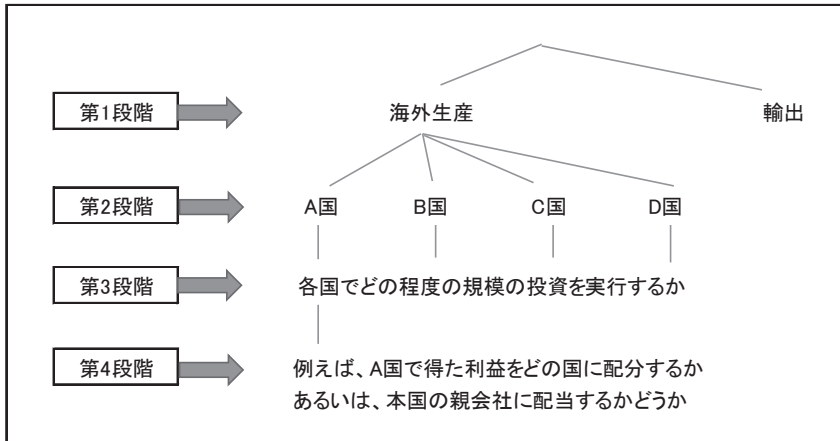 第1段階
海外生産
輸出
第2段階
A国
B国
C国
D国
第3段階
各国でどの程度の規模の投資を実行するか
第4段階
例えば、A国で得た利益をどの国に配分するか
あるいは、本国の親会社に配当するかどうか